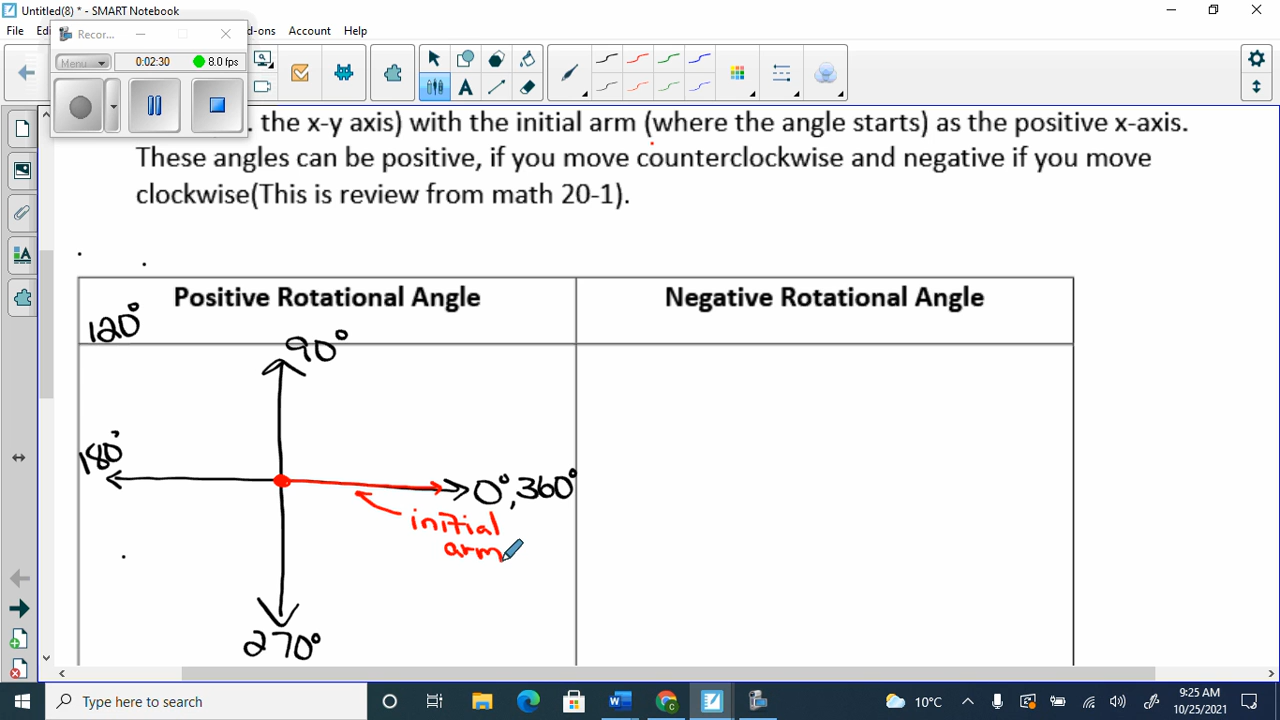 Untitled(8) * - SMART Notebook
Recor...
File
Account
Help
Menu
0:02:30
8.0 fps
the x-y axis) with the initial arm (where the angle starts) as the positive x-axis.
These angles can be positive, if you move counterclockwise and negative if you move
clockwise(This is review from math 20-1).
Positive Rotational Angle
Negative Rotational Angle
120°
90°
180°
0°, 360°
initial
arm
270°
Type here to search
10°C
9:25 AM
10/25/2021